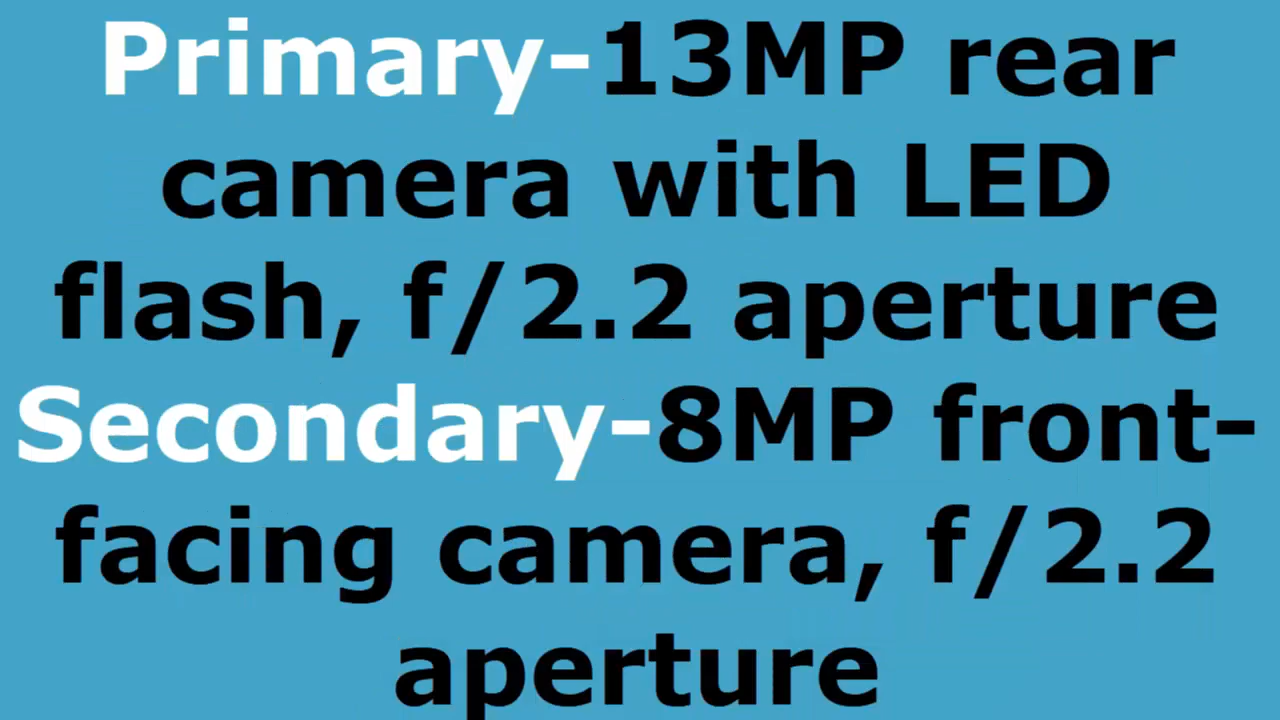 Primary-13MP rear
camera with LED
flash, f/2.2 aperture
Secondary-8MP front-
facing camera, f/2.2
aperture